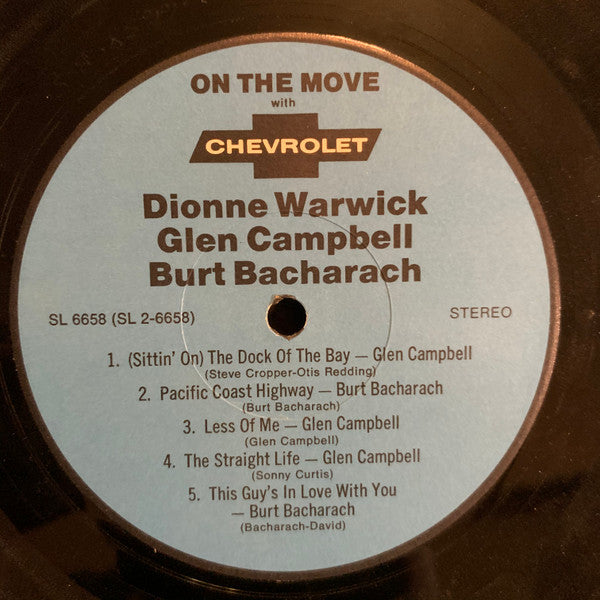 ON THE MOVE
with
CHEVROLET
Dionne Warwick
Glen Campbell
Burt Bacharach
SL 6658 (SL 2-6658) STEREO
1. (Sittin' On) The Dock Of The Bay — Glen Campbell
(Steve Cropper-Otis Redding)
2. Pacific Coast Highway — Burt Bacharach
(Burt Bacharach)
3. Less Of Me — Glen Campbell
(Glen Campbell)
4. The Straight Life — Glen Campbell
(Sonny Curtis)
5. This Guy's In Love With You
— Burt Bacharach
(Bacharach-David)